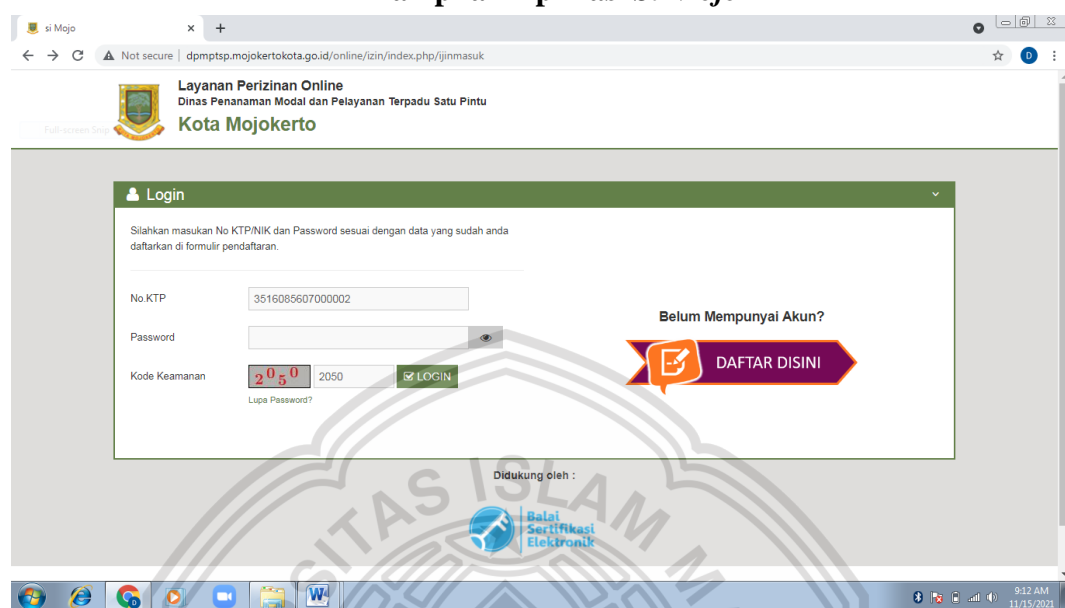 si Mojo
Not secure | dpmptsp.mojokertokota.go.id/online/izin/index.php/ijinmasuk
D
Layanan Perizinan Online
Dinas Penanaman Modal dan Pelayanan Terpadu Satu Pintu
Kota Mojokerto
Full-screen Snip
Login
Silahkan masukan No KTP/NIK dan Password sesuai dengan data yang sudah anda
daftarkan di formulir pendaftaran.
No.KTP
3516085607000002
Password
Kode Keamanan
2050
2050
LOGIN
Lupa Password?
Belum Mempunyai Akun?
DAFTAR DISINI
Didukung oleh :
Balai
Sertifikasi
Elektronik
9:12 AM
11/15/2021